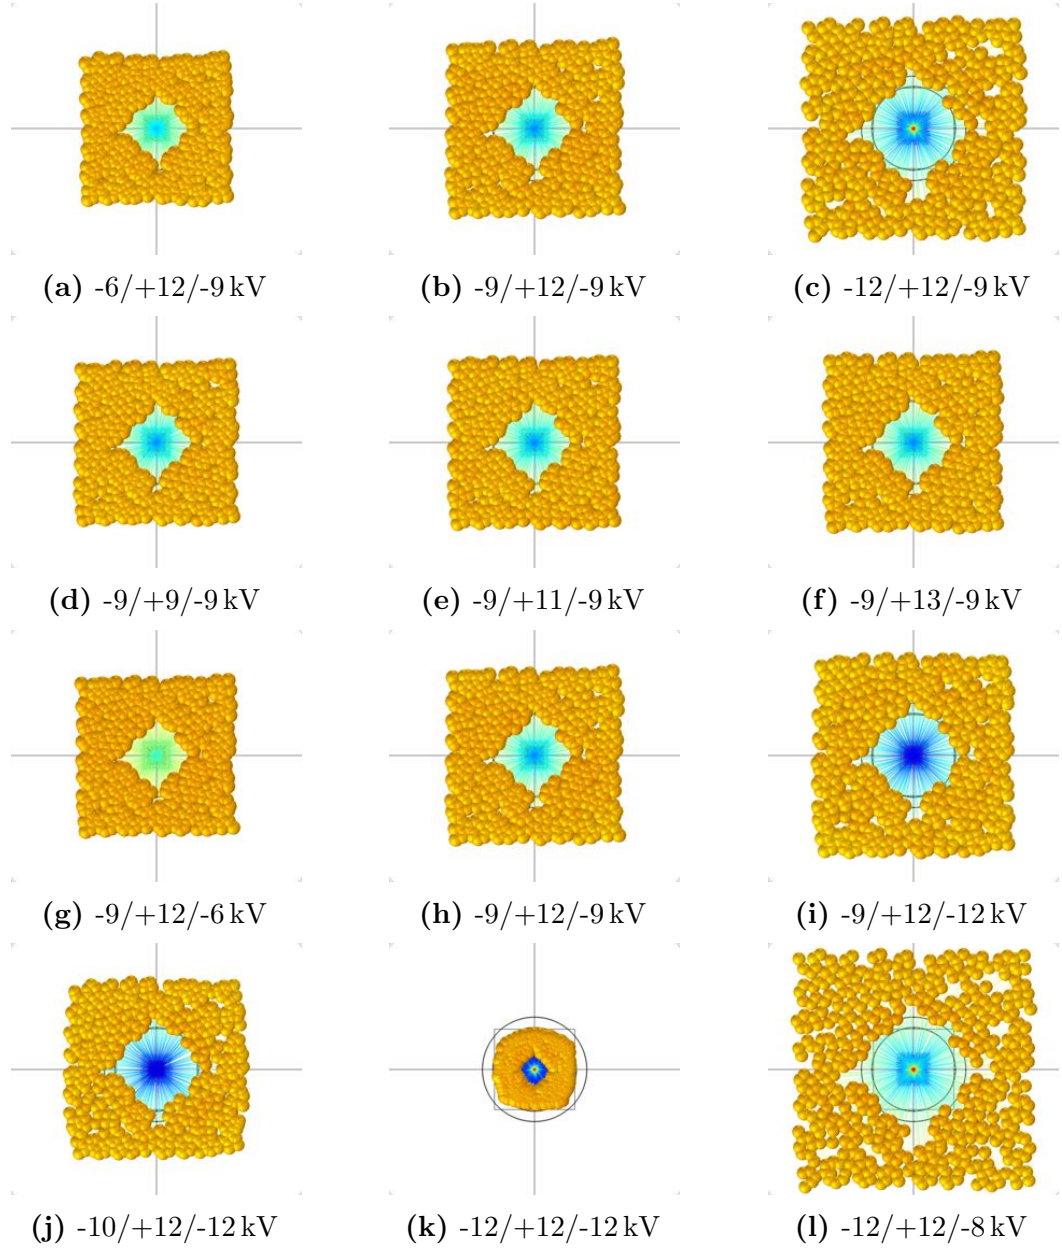 (a) -6/+12/-9 kV
(b) -9/+12/-9 kV
(c) -12/+12/-9 kV
(d) -9/+9/-9 kV
(e) -9/+11/-9 kV
(f) -9/+13/-9 kV
(g) -9/+12/-6 kV
(h) -9/+12/-9 kV
(i) -9/+12/-12 kV
(j) -10/+12/-12 kV
(k) -12/+12/-12 kV
(l) -12/+12/-8 kV